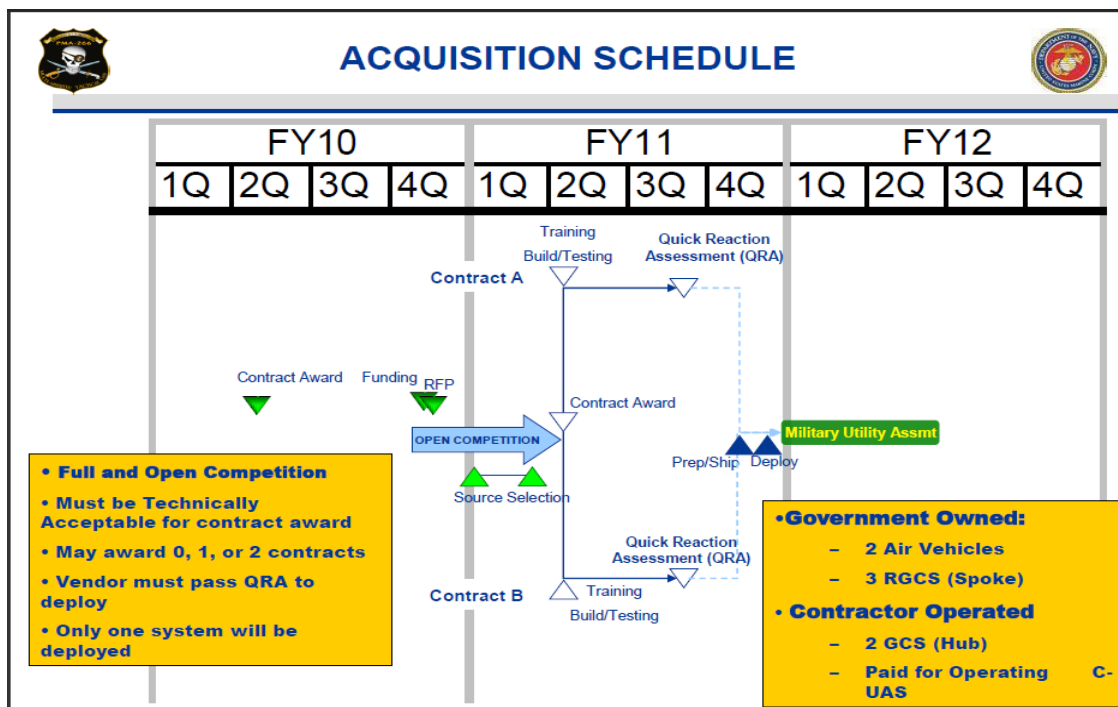 PMA-266
ACQUISITION SCHEDULE
FY10
FY11
FY12
1Q
2Q
3Q
4Q
1Q
2Q
3Q
4Q
1Q
2Q
3Q
4Q
Training
Build/Testing
Quick Reaction
Assessment (QRA)
Contract A
Contract Award
Funding
RFP
Contract Award
OPEN COMPETITION
Military Utility Assmt
Prep/Ship
Deploy
Source Selection
• Full and Open Competition
• Must be Technically
Acceptable for contract award
• May award 0, 1, or 2 contracts
• Vendor must pass QRA to
deploy
• Only one system will be
deployed
Quick Reaction
Assessment (QRA)
Contract B
Training
Build/Testing
•Government Owned:
– 2 Air Vehicles
– 3 RGCS (Spoke)
• Contractor Operated
– 2 GCS (Hub)
– Paid for Operating C-
UAS